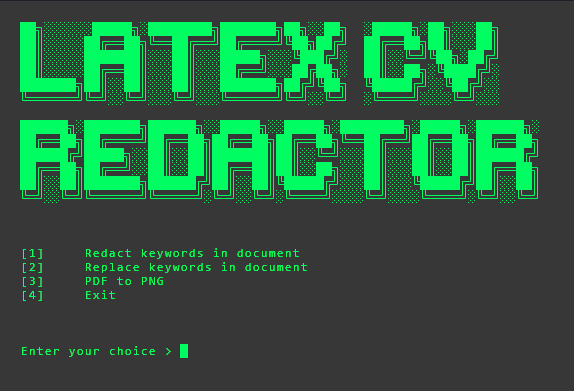 LATEX CV
REDACTOR
[1] Redact keywords in document
[2] Replace keywords in document
[3] PDF to PNG
[4] Exit
Enter your choice >